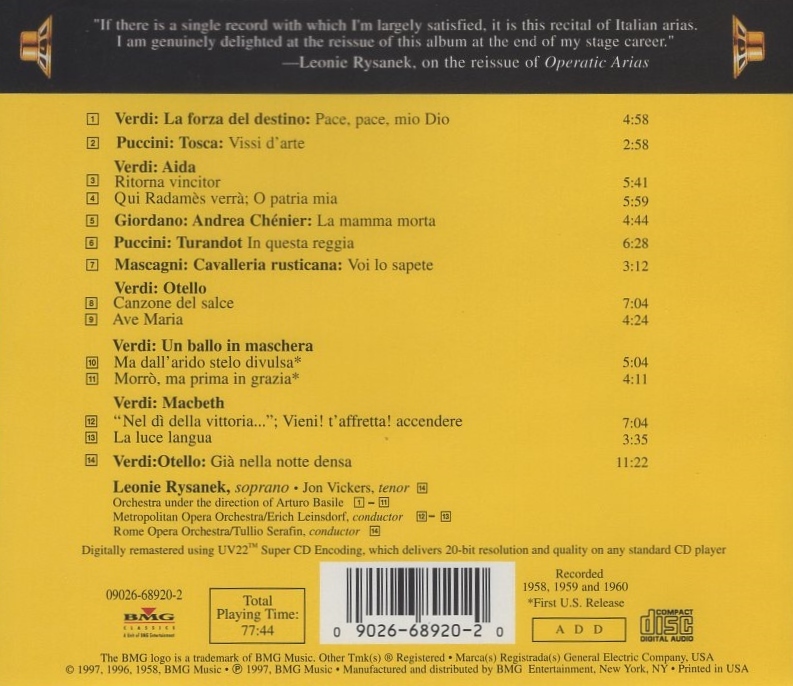 "If there is a single record with which I'm largely satisfied, it is this recital of Italian arias.
I am genuinely delighted at the reissue of this album at the end of my stage career."
—Leonie Rysanek, on the reissue of Operatic Arias
1 Verdi: La forza del destino: Pace, pace, mio Dio 4:58
2 Puccini: Tosca: Vissi d'arte 2:58
Verdi: Aida
3 Ritorna vincitor 5:41
4 Qui Radamès verrà; O patria mia 5:59
5 Giordano: Andrea Chénier: La mamma morta 4:44
6 Puccini: Turandot In questa reggia 6:28
7 Mascagni: Cavalleria rusticana: Voi lo sapete 3:12
Verdi: Otello
8 Canzone del salce 7:04
9 Ave Maria 4:24
Verdi: Un ballo in maschera
10 Ma dall'arido stelo divulsa* 5:04
11 Morrò, ma prima in grazia* 4:11
Verdi: Macbeth
12 "Nel dì della vittoria..."; Vieni! t'affretta! accendere 7:04
13 La luce langua 3:35
14 Verdi:Otello: Già nella notte densa 11:22
Leonie Rysanek, soprano • Jon Vickers, tenor 14
Orchestra under the direction of Arturo Basile 1 – 11
Metropolitan Opera Orchestra/Erich Leinsdorf, conductor 12 – 13
Rome Opera Orchestra/Tullio Serafin, conductor 14
Digitally remastered using UV22™ Super CD Encoding, which delivers 20-bit resolution and quality on any standard CD player
09026-68920-2
BMG
CLASSICS
A Unit of BMG Entertainment
Total
Playing Time:
77:44
0 9026-68920-2 0
Recorded
1958, 1959 and 1960
*First U.S. Release
A D D
COMPACT
disc
DIGITAL AUDIO
The BMG logo is a trademark of BMG Music. Other Tmk(s) ® Registered • Marca(s) Registrada(s) General Electric Company, USA
© 1997, 1996, 1958, BMG Music • ℗ 1997, BMG Music • Manufactured and distributed by BMG Entertainment, New York, NY • Printed in USA